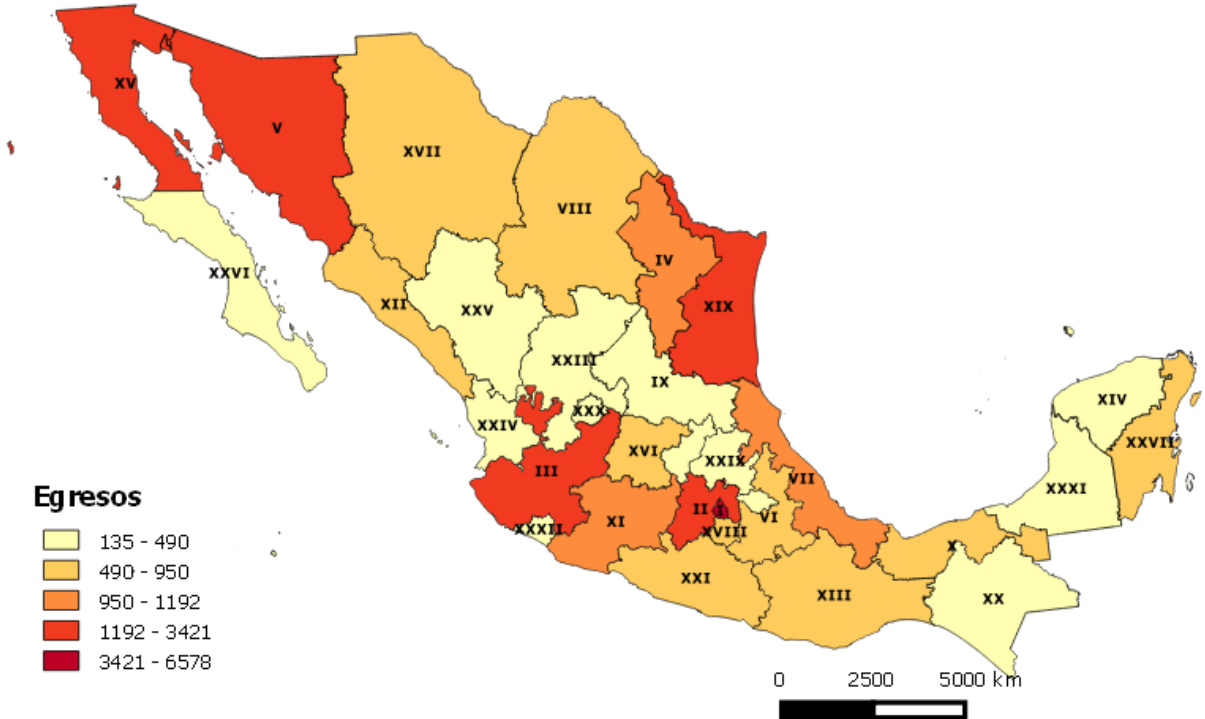 XV
V
XVII
VIII
IV
XXVI
XII
XIX
XXV
XXIII
IX
XXX
XXIV
XIV
XXVII
XVI
XXIX
III
VII
XXXI
II
I
VI
XI
XXXII
XVIII
X
XXI
XIII
XX
Egresos
135 - 490
490 - 950
950 - 1192
1192 - 3421
3421 - 6578
0 2500 5000 km